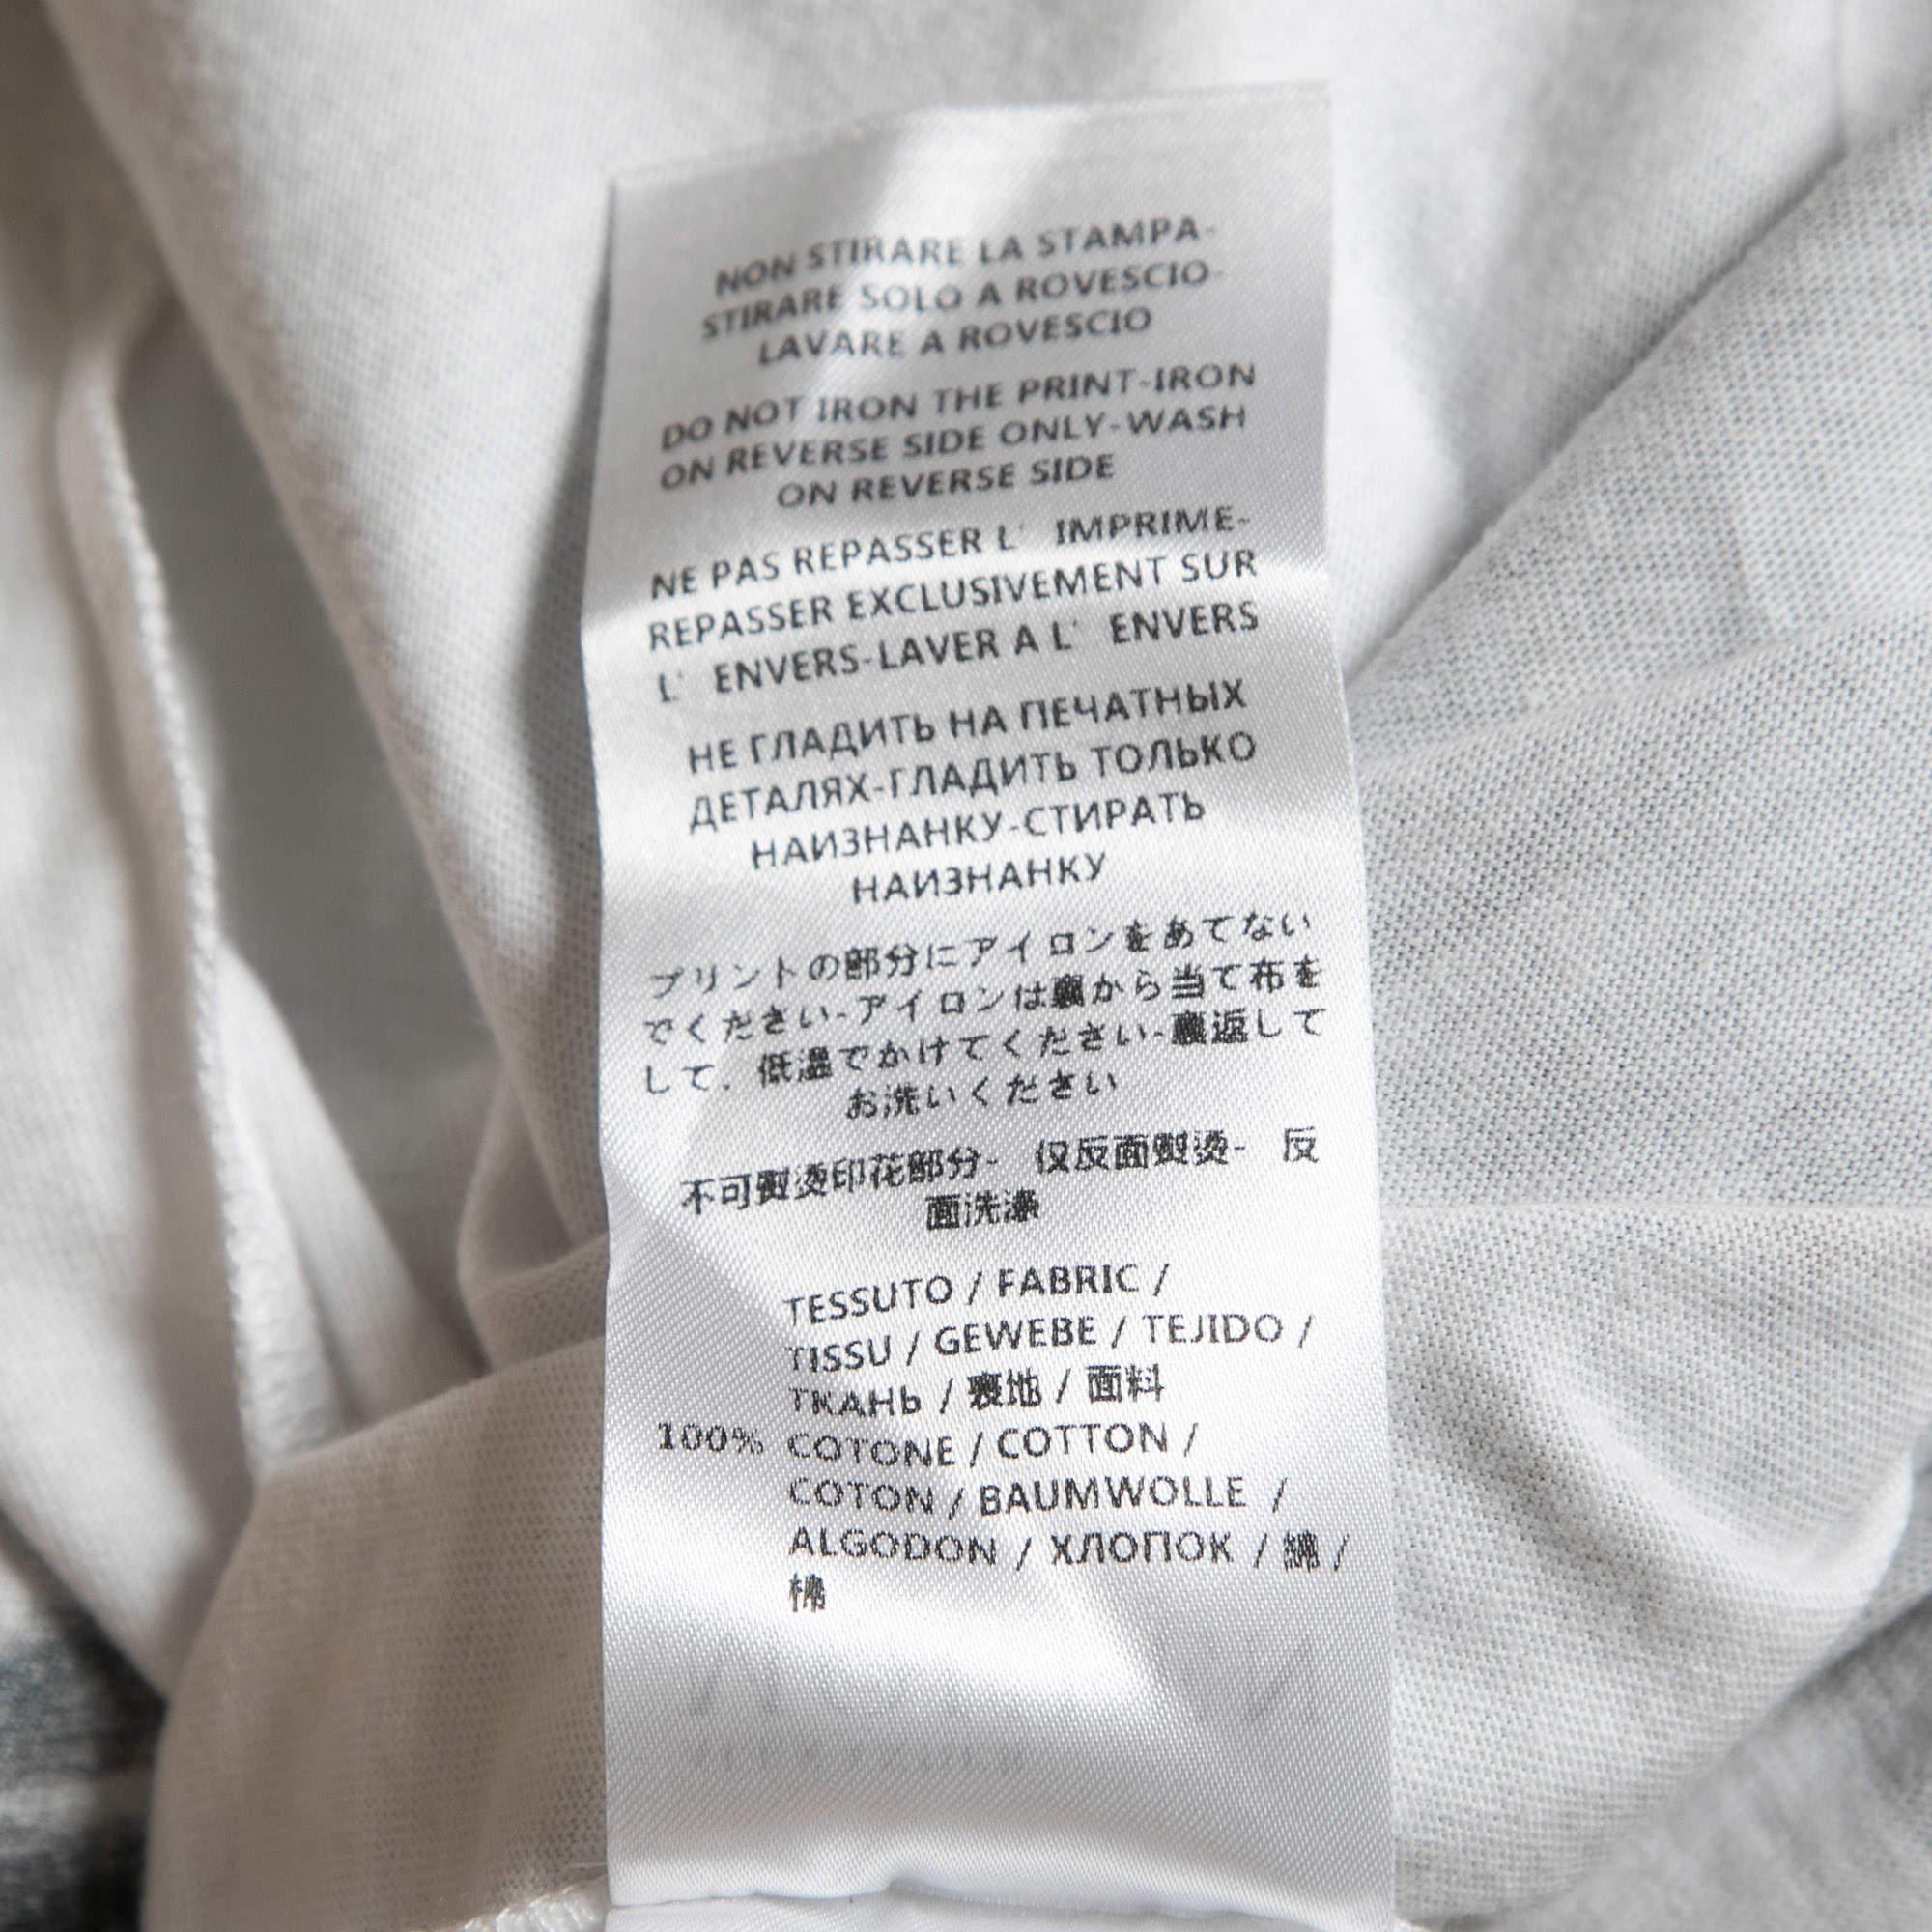 NON STIRARE LA STAMPA-
STIRARE SOLO A ROVESCIO-
LAVARE A ROVESCIO
DO NOT IRON THE PRINT-IRON
ON REVERSE SIDE ONLY-WASH
ON REVERSE SIDE
NE PAS REPASSER L' IMPRIME-
REPASSER EXCLUSIVEMENT SUR
L' ENVERS-LAVER A L' ENVERS
НЕ ГЛАДИТЬ НА ПЕЧАТНЫХ
ДЕТАЛЯХ-ГЛАДИТЬ ТОЛЬКО
НАИЗНАНКУ-СТИРАТЬ
НАИЗНАНКУ
プリントの部分にアイロンをあてない
でください-アイロンは裏から当て布を
して.低温でかけてください-裏返して
お洗いください
不可熨烫印花部分- 仅反面熨烫- 反
面洗滌
TESSUTO / FABRIC /
TISSU / GEWEBE / TEJIDO /
ТКАНЬ / 裏地 / 面料
100% COTONE / COTTON /
COTON / BAUMWOLLE /
ALGODON / ХЛОПОК / 綿 /
棉